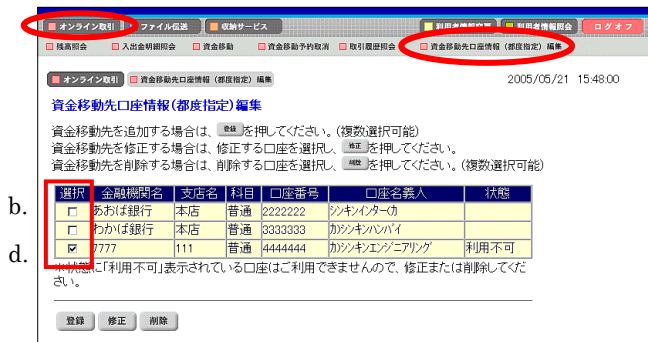 オンライン取引 ファイル伝送 収納サービス 利用者情報変更 利用者情報照会 ログオフ
残高照会 入出金明細照会 資金移動 資金移動予約取消 取引履歴照会 資金移動先口座情報（都度指定）編集
オンライン取引 資金移動先口座情報（都度指定）編集 2005/05/21 15:48:00
資金移動先口座情報(都度指定)編集
資金移動先を追加する場合は、登録を押してください。(複数選択可能)
資金移動先を修正する場合は、修正する口座を選択し、修正を押してください。
資金移動先を削除する場合は、削除する口座を選択し、削除を押してください。(複数選択可能)
選択 金融機関名 支店名 科目 口座番号 口座名義人 状態
b. あおば銀行 本店 普通 2222222 シンキンインター(カ
わかば銀行 本店 普通 3333333 カ)シンキンハンバイ
d. 7777 111 普通 4444444 カ)シンキンエンジニアリング 利用不可
※状態に「利用不可」表示されている口座はご利用できませんので、修正または削除してくだ
さい。
登録 修正 削除